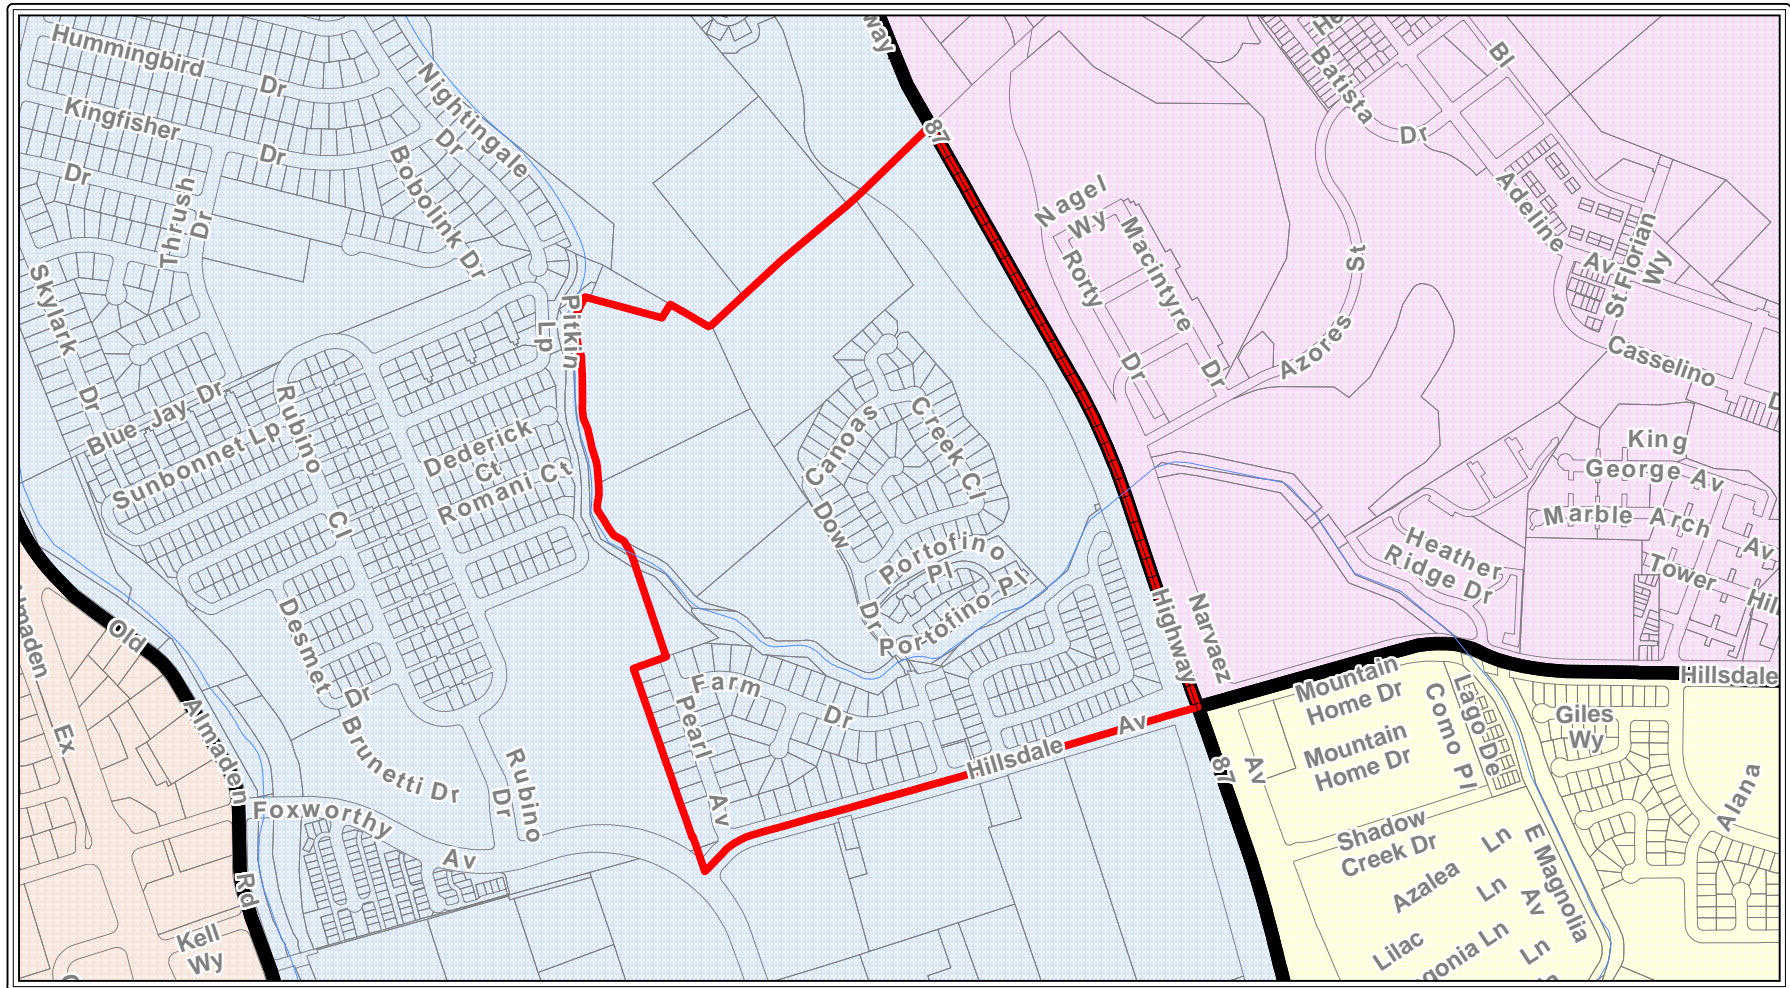 Hummingbird
Dr
Kingfisher
Dr
Dr
Nightingale
Dr
Bobolink Dr
Thrush
Dr
Skylark
Dr
Blue Jay Dr
Sunbonnet Lp
Rubino
Cl
Dederick
Ct
Romani Ct
Pitkin
Lp
Desmet
Dr
Brunetti Dr
Rubino
Dr
Foxworthy
Av
Old
Almaden
Rd
Ex
Kell
Wy
way
87
Canoas
Creek Cl
Dow
Dr
Portofino
Pl
Portofino Pl
Farm
Dr
Pearl
Av
Hillsdale
Av
Highway
87
Narvaez
Av
Nagel
Wy
Macintyre
Dr
Rorty
Dr
Azores
St
Batista
Dr
Bl
Adeline
Av
St Florian
Wy
Casselino
King
George Av
Marble Arch
Av
Tower
Hil
Heather
Ridge Dr
Hillsdale
Mountain
Home Dr
Mountain
Home Dr
Lago De
Como Pl
Giles
Wy
Alana
Shadow
Creek Dr
Azalea
Ln
Ln
Lilac
gonia Ln
Ln
E Magnolia
Av